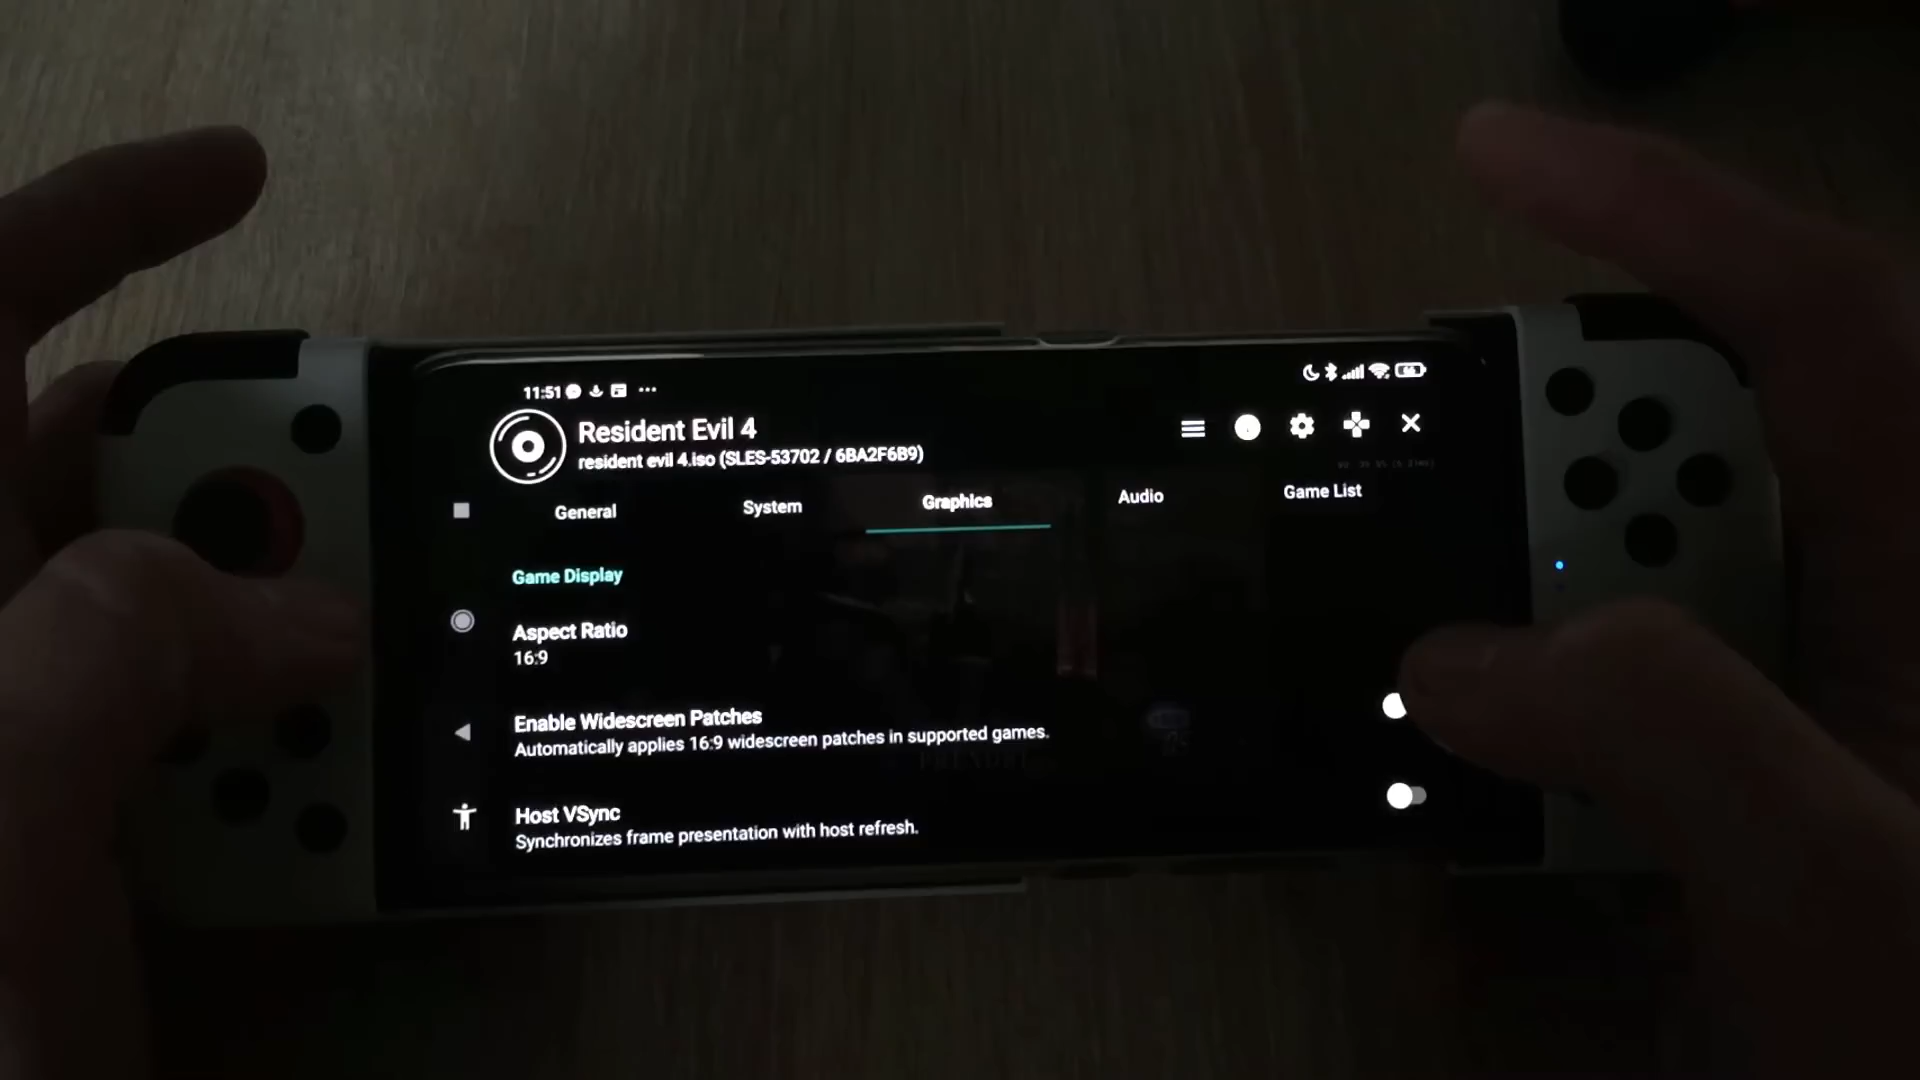 11:51
66
Resident Evil 4
resident evil 4.iso (SLES-53702 / 6BA2F6B9)
General
System
Graphics
Audio
Game List
Game Display
Aspect Ratio
16:9
Enable Widescreen Patches
Automatically applies 16:9 widescreen patches in supported games.
Host VSync
Synchronizes frame presentation with host refresh.